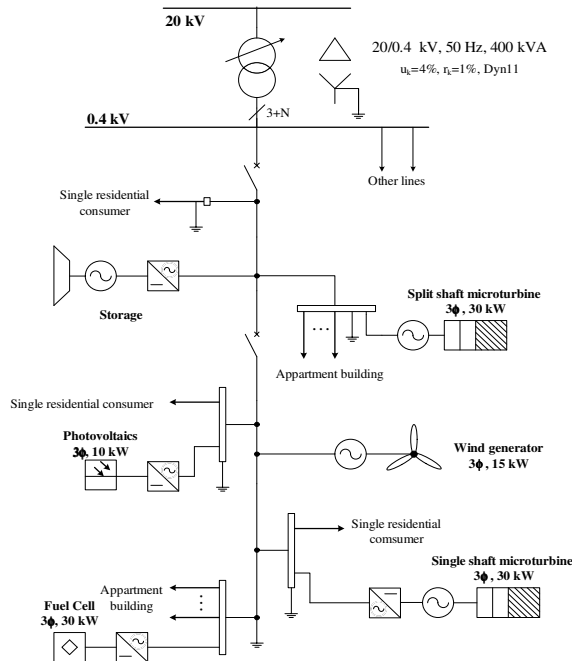 20 kV
20/0.4 kV, 50 Hz, 400 kVA
uk=4%, rk=1%, Dyn11
3+N
0.4 kV
Other lines
Single residential
consumer
Storage
Split shaft microturbine
3ϕ, 30 kW
...
Appartment building
Single residential consumer
Photovoltaics
3ϕ, 10 kW
Wind generator
3ϕ, 15 kW
Single residential
comsumer
Single shaft microturbine
3ϕ, 30 kW
Appartment
building
...
Fuel Cell
3ϕ, 30 kW